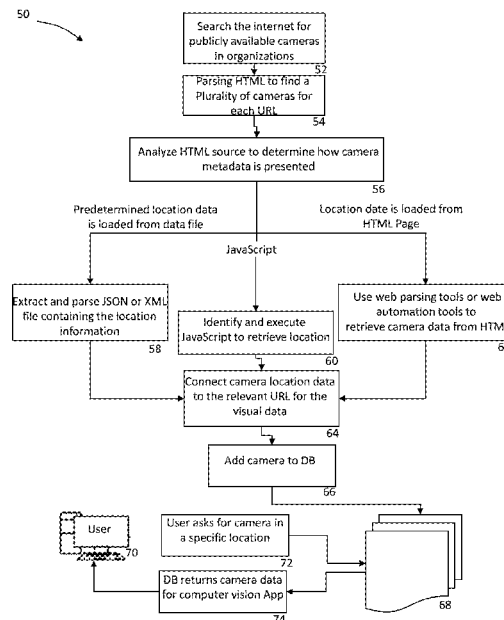 50
Search the internet for
publicly available cameras
in organizations
52
Parsing HTML to find a
Plurality of cameras for
each URL
54
Analyze HTML source to determine how camera
metadata is presented
56
Predetermined location data
is loaded from data file
JavaScript
Location date is loaded from
HTML Page
Extract and parse JSON or XML
file containing the location
information
58
Identify and execute
JavaScript to retrieve location
60
Use web parsing tools or web
automation tools to
retrieve camera data from HTM
6
Connect camera location data
to the relevant URL for the
visual data
64
Add camera to DB
66
User
70
User asks for camera in
a specific location
72
DB returns camera data
for computer vision App
74
68